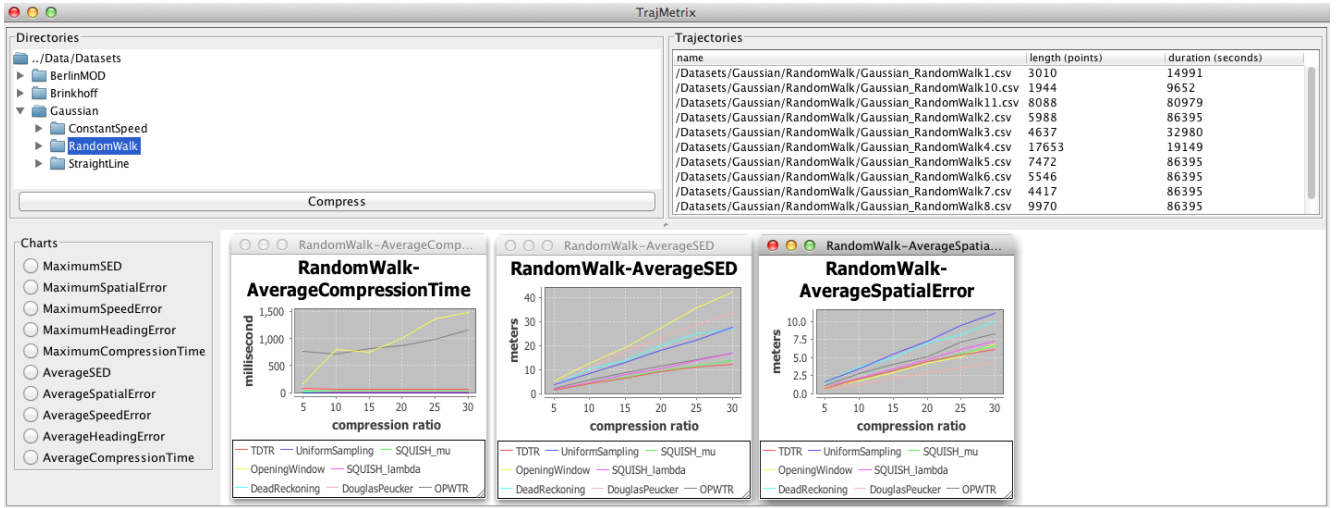 TrajMetrix
Directories
../Data/Datasets
BerlinMOD
Brinkhoff
Gaussian
ConstantSpeed
RandomWalk
StraightLine
Compress
Trajectories
name length (points) duration (seconds)
/Datasets/Gaussian/RandomWalk/Gaussian_RandomWalk1.csv 3010 14991
/Datasets/Gaussian/RandomWalk/Gaussian_RandomWalk10.csv 1944 9652
/Datasets/Gaussian/RandomWalk/Gaussian_RandomWalk11.csv 8088 80979
/Datasets/Gaussian/RandomWalk/Gaussian_RandomWalk2.csv 5988 86395
/Datasets/Gaussian/RandomWalk/Gaussian_RandomWalk3.csv 4637 32980
/Datasets/Gaussian/RandomWalk/Gaussian_RandomWalk4.csv 17653 19149
/Datasets/Gaussian/RandomWalk/Gaussian_RandomWalk5.csv 7472 86395
/Datasets/Gaussian/RandomWalk/Gaussian_RandomWalk6.csv 5546 86395
/Datasets/Gaussian/RandomWalk/Gaussian_RandomWalk7.csv 4417 86395
/Datasets/Gaussian/RandomWalk/Gaussian_RandomWalk8.csv 9970 86395
Charts
MaximumSED
MaximumSpatialError
MaximumSpeedError
MaximumHeadingError
MaximumCompressionTime
AverageSED
AverageSpatialError
AverageSpeedError
AverageHeadingError
AverageCompressionTime
RandomWalk-AverageComp...
RandomWalk-
AverageCompressionTime
millisecond
1,500
1,000
500
0
5 10 15 20 25 30
compression ratio
TDTR UniformSampling SQUISH_mu
OpeningWindow SQUISH_lambda
DeadReckoning DouglasPeucker OPWTR
RandomWalk-AverageSED
RandomWalk-AverageSED
meters
40
30
20
10
0
5 10 15 20 25 30
compression ratio
TDTR UniformSampling SQUISH_mu
OpeningWindow SQUISH_lambda
DeadReckoning DouglasPeucker OPWTR
RandomWalk-AverageSpatia...
RandomWalk-
AverageSpatialError
meters
10.0
7.5
5.0
2.5
0.0
5 10 15 20 25 30
compression ratio
TDTR UniformSampling SQUISH_mu
OpeningWindow SQUISH_lambda
DeadReckoning DouglasPeucker OPWTR